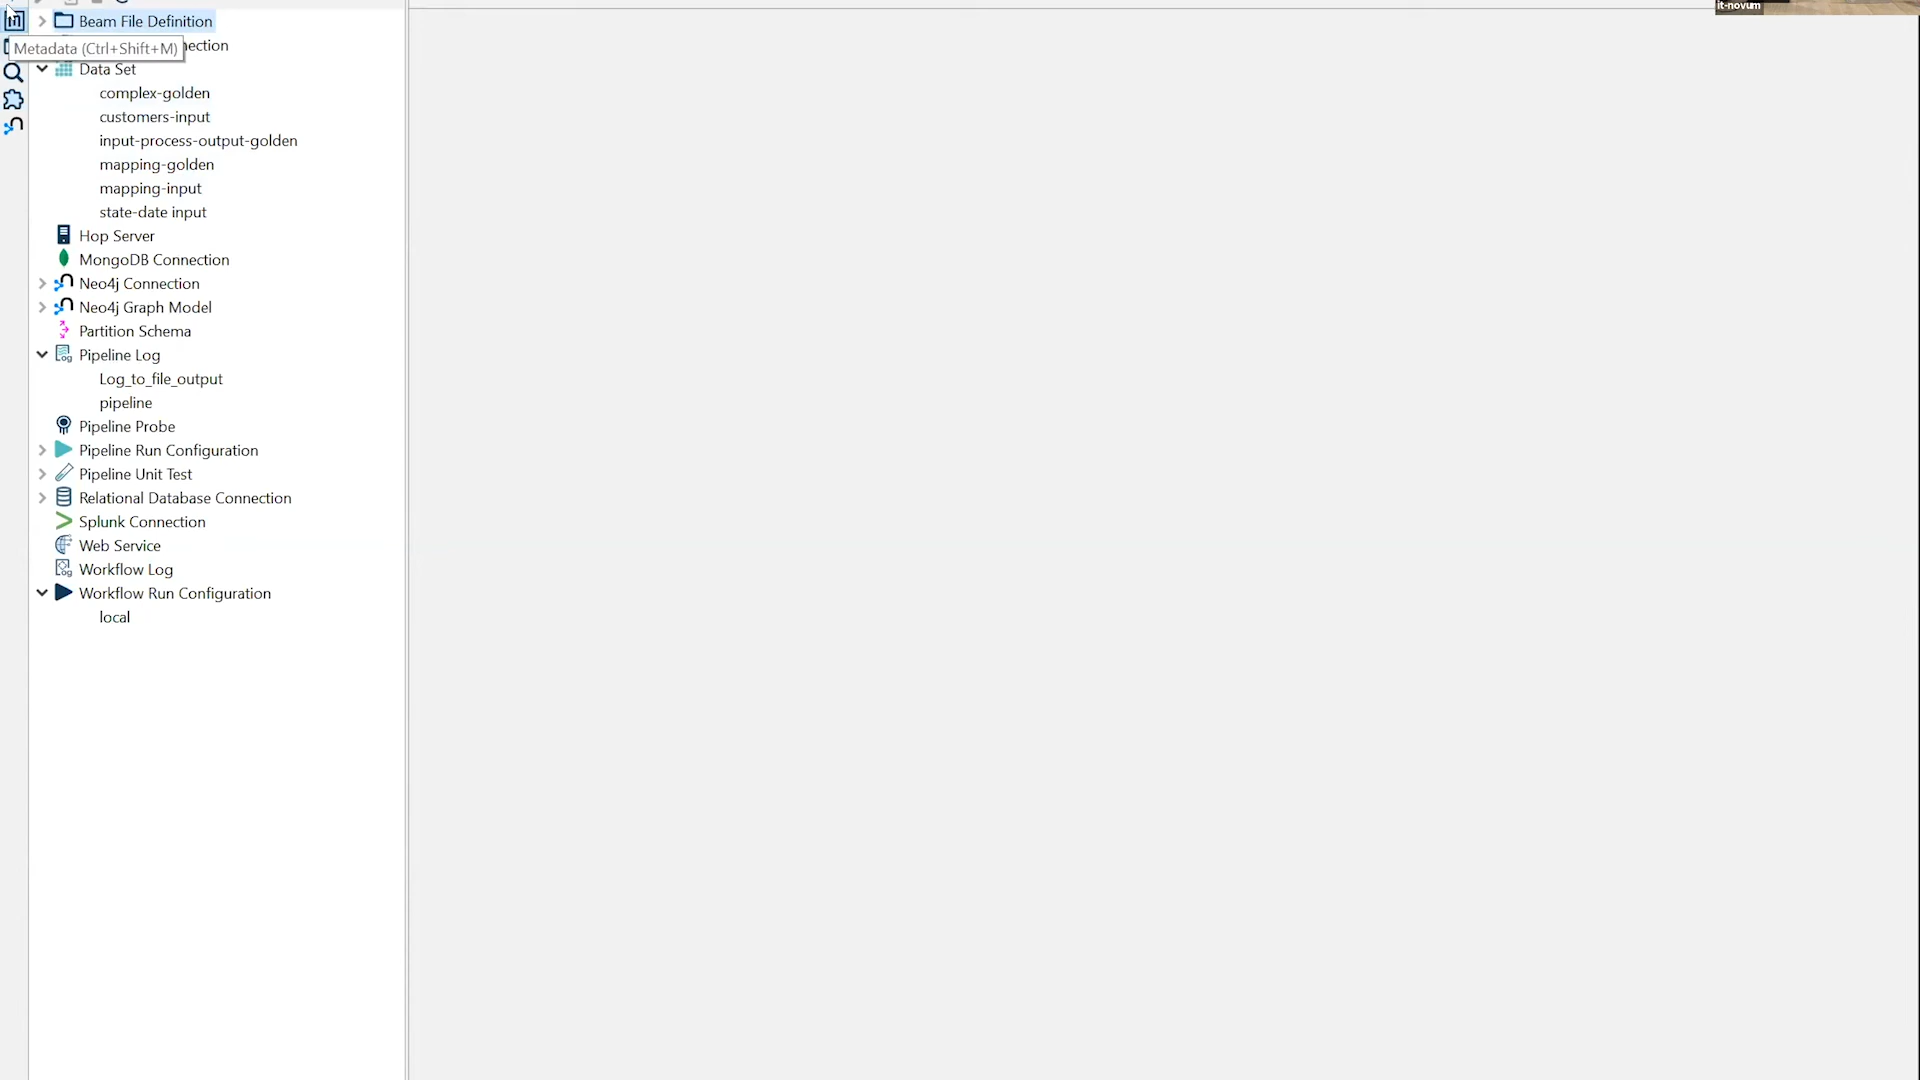 it-novum
Beam File Definition
Metadata (Ctrl+Shift+M)
Data Set
complex-golden
customers-input
input-process-output-golden
mapping-golden
mapping-input
state-date input
Hop Server
MongoDB Connection
Neo4j Connection
Neo4j Graph Model
Partition Schema
Pipeline Log
Log_to_file_output
pipeline
Pipeline Probe
Pipeline Run Configuration
Pipeline Unit Test
Relational Database Connection
Splunk Connection
Web Service
Workflow Log
Workflow Run Configuration
local